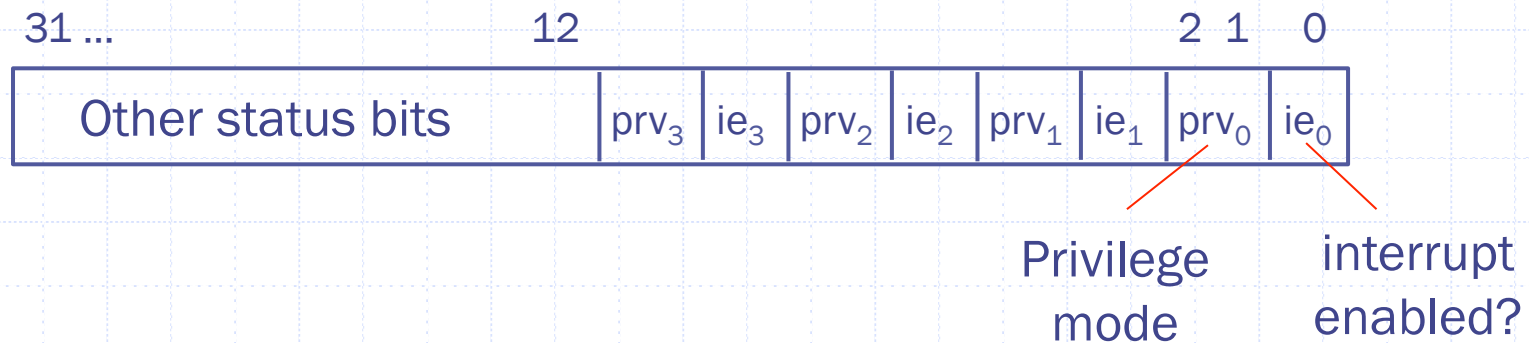 31 ... 12 2 1 0
Other status bits prv₃ ie₃ prv₂ ie₂ prv₁ ie₁ prv₀ ie₀
Privilege interrupt
mode enabled?